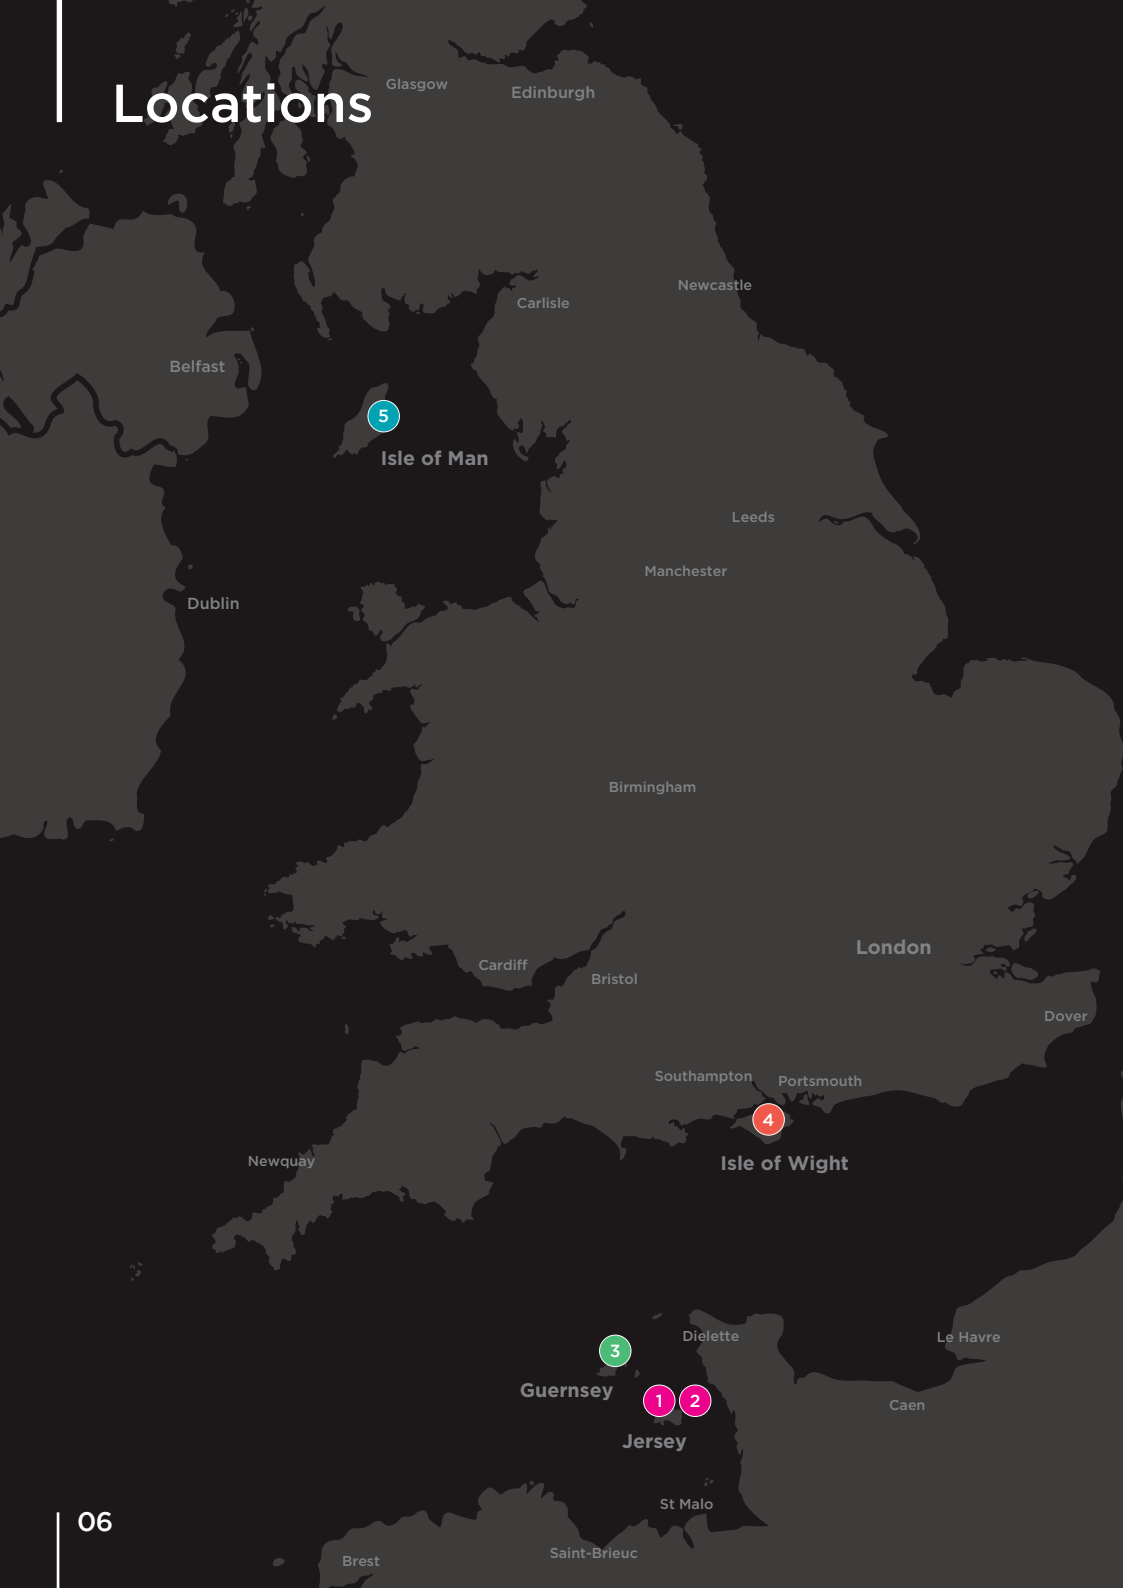 Locations
Glasgow
Edinburgh
Newcastle
Carlisle
Belfast
5
Isle of Man
Leeds
Manchester
Dublin
Birmingham
London
Cardiff
Bristol
Dover
Southampton
Portsmouth
4
Isle of Wight
Newquay
Dielette
Le Havre
3
Guernsey
1
2
Caen
Jersey
St Malo
06
Saint-Brieuc
Brest